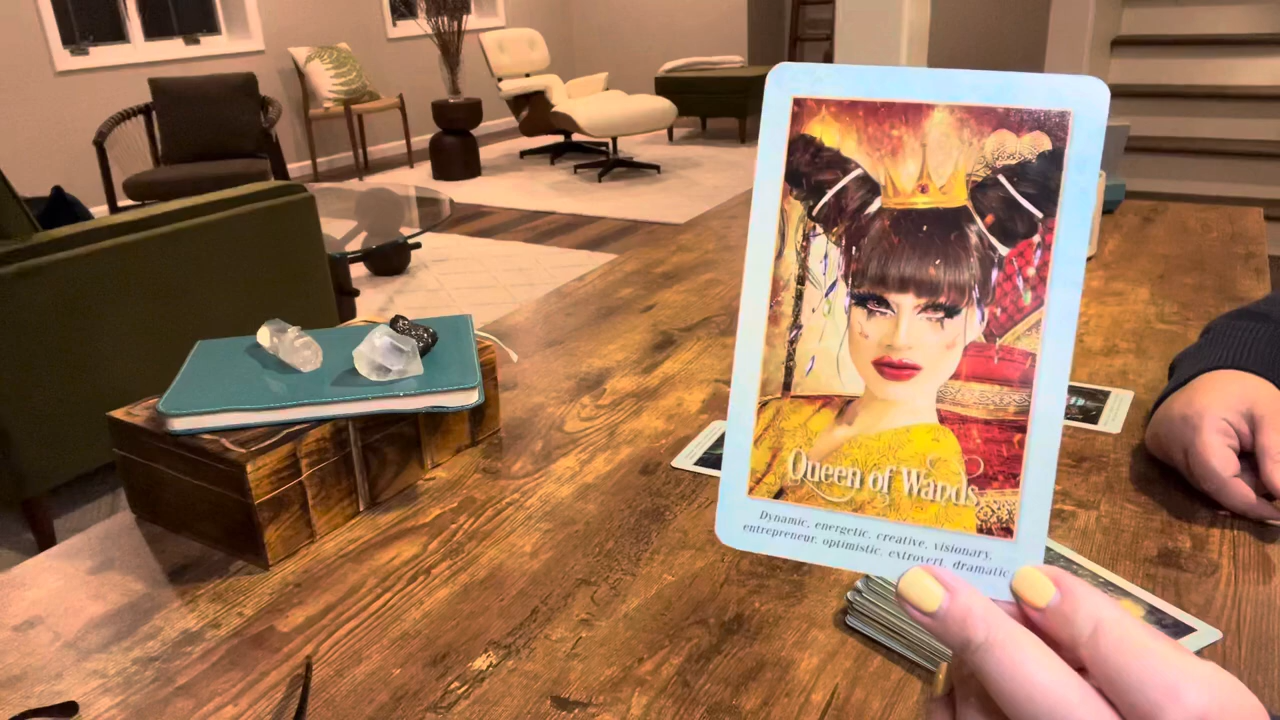 Queen of Wands
Dynamic, energetic, creative, visionary,
entrepreneur, optimistic, extrovert, dramatic